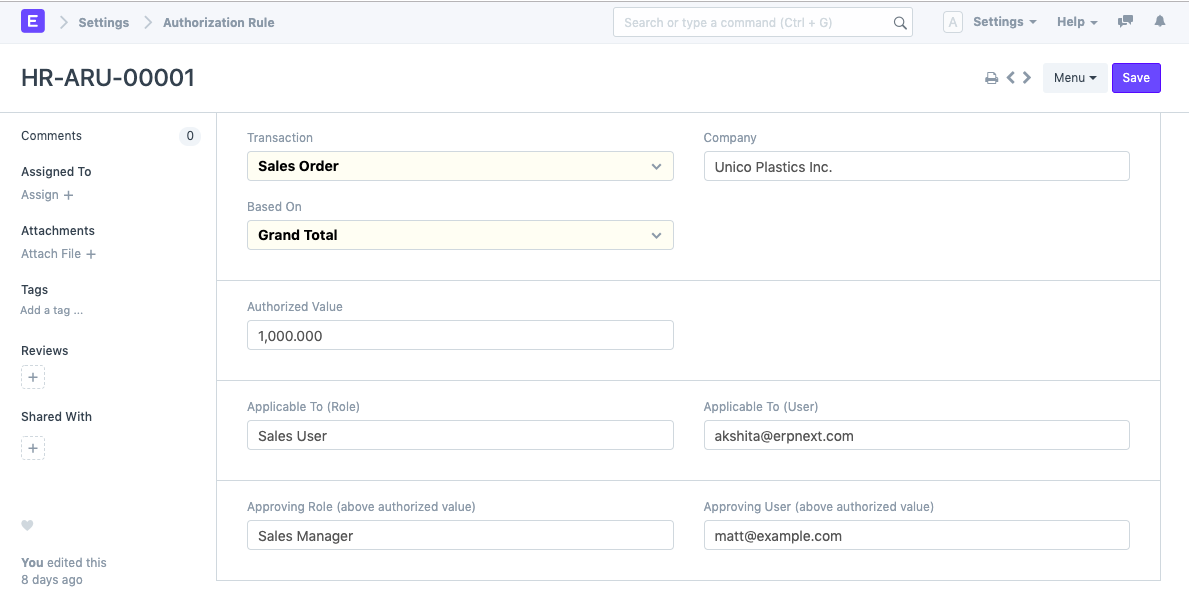 E Settings Authorization Rule Search or type a command (Ctrl + G) A Settings Help
HR-ARU-00001 Menu Save
Comments 0
Assigned To
Assign +
Attachments
Attach File +
Tags
Add a tag ...
Reviews
+
Shared With
+
You edited this
8 days ago
Transaction Company
Sales Order Unico Plastics Inc.
Based On
Grand Total
Authorized Value
1,000.000
Applicable To (Role) Applicable To (User)
Sales User akshita@erpnext.com
Approving Role (above authorized value) Approving User (above authorized value)
Sales Manager matt@example.com